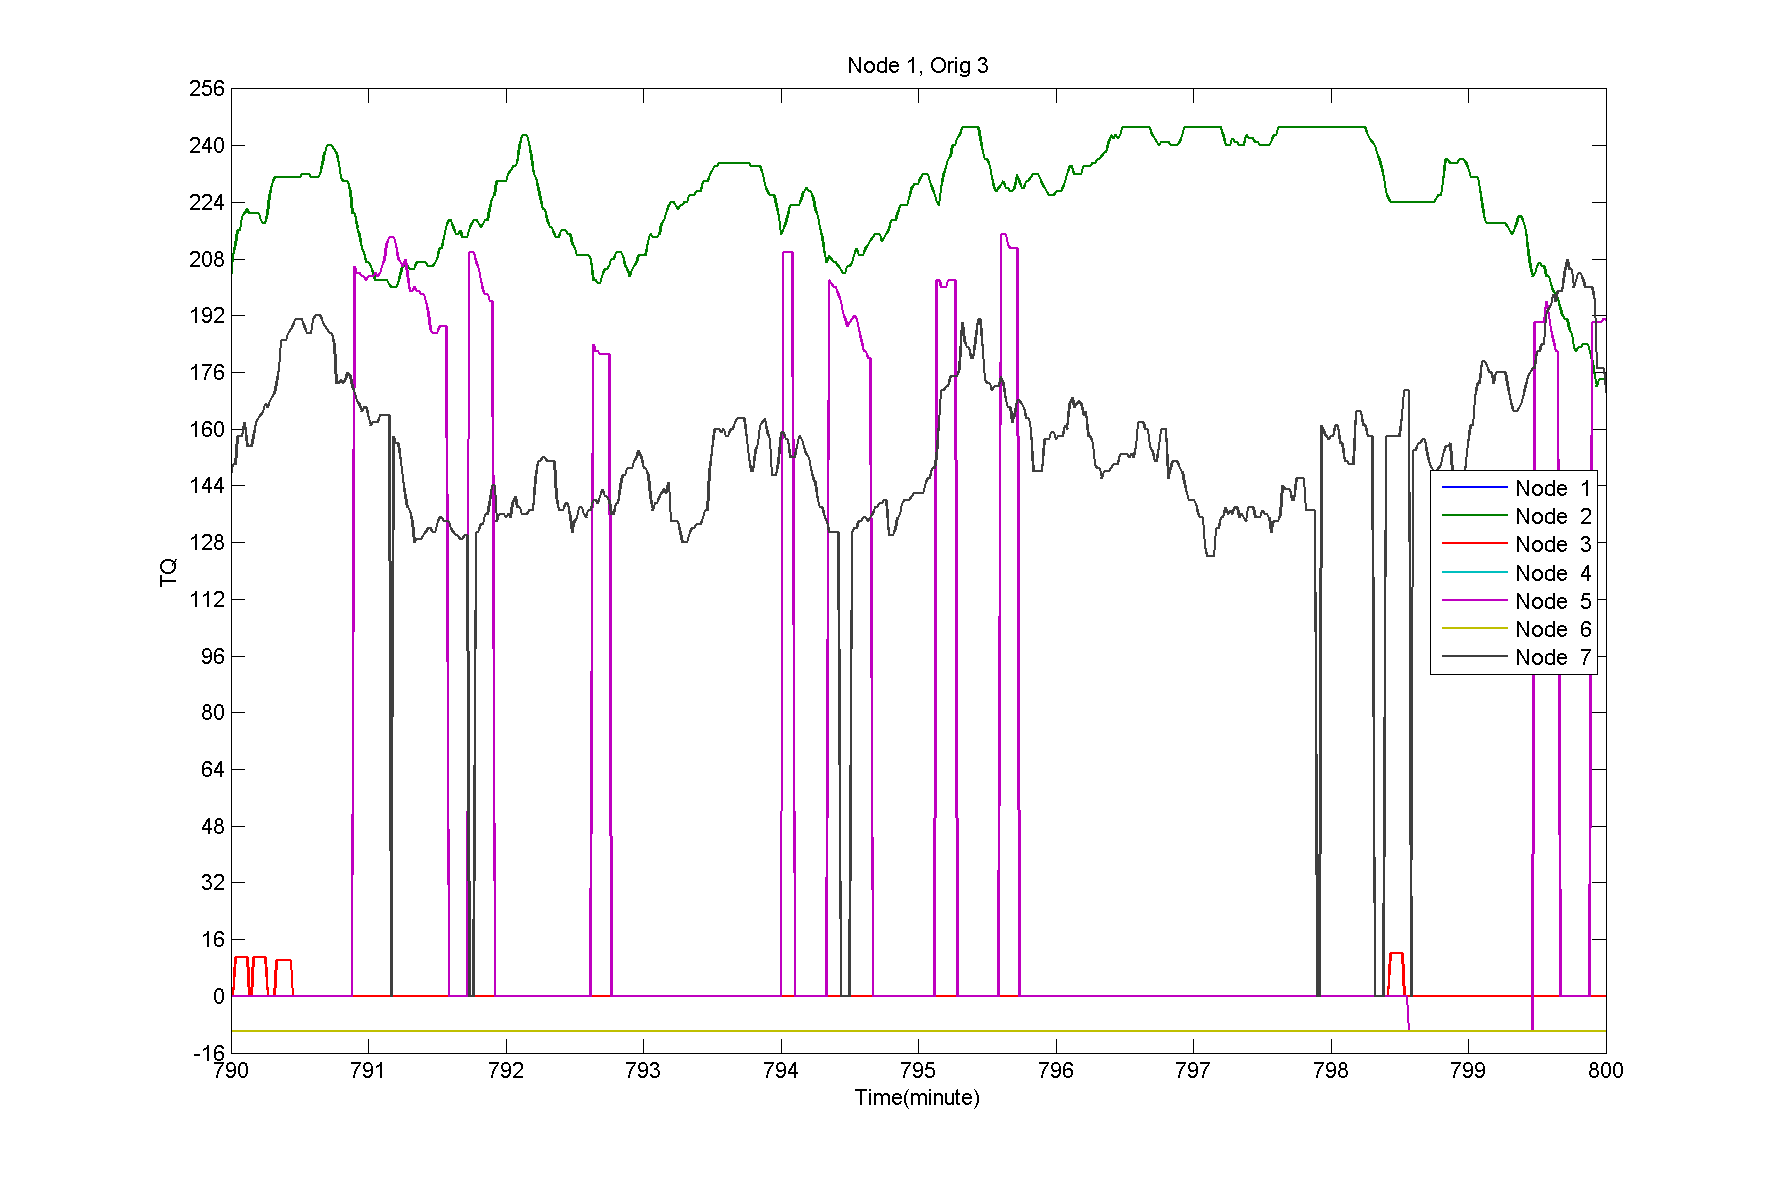 Node 1, Orig 3
256
240
224
208
192
176
160
144
128
112
96
80
64
48
32
16
0
-16
TQ
Node 1
Node 2
Node 3
Node 4
Node 5
Node 6
Node 7
790 791 792 793 794 795 796 797 798 799 800
Time(minute)